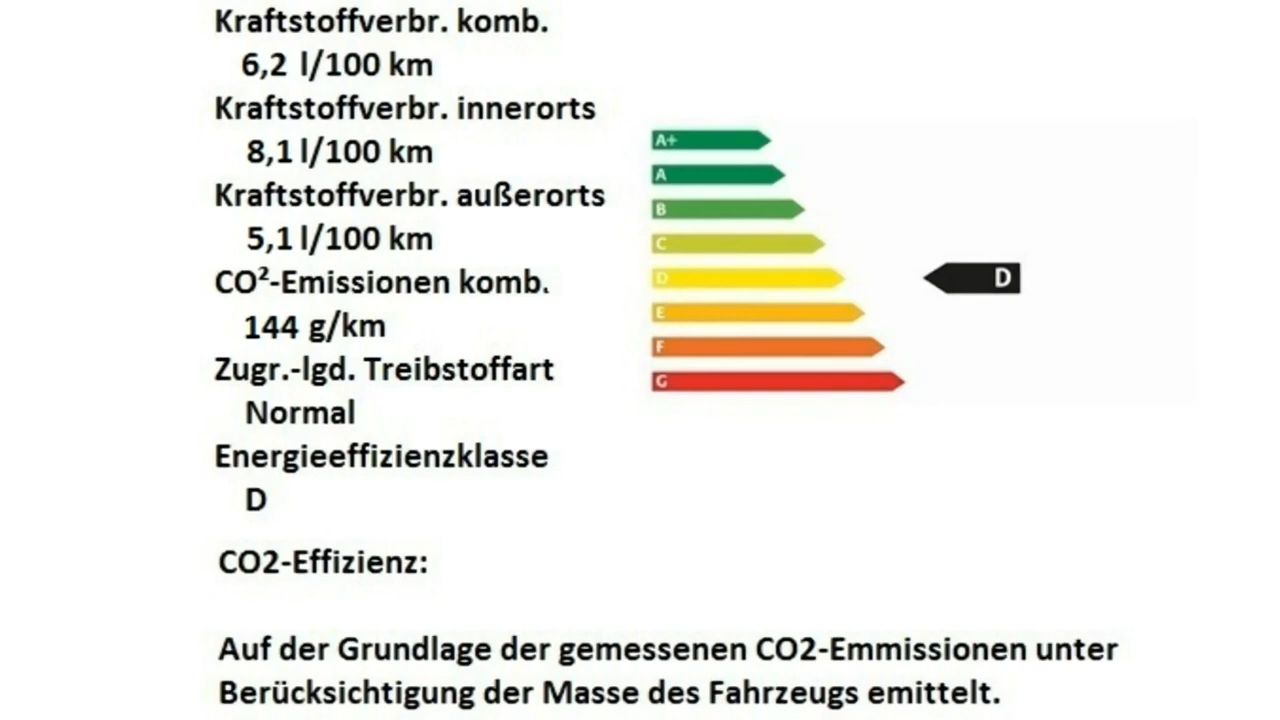 Kraftstoffverbr. komb.
6,2 l/100 km
Kraftstoffverbr. innerorts
8,1 l/100 km
Kraftstoffverbr. außerorts
5,1 l/100 km
CO²-Emissionen komb.
144 g/km
Zugr.-lgd. Treibstoffart
Normal
Energieeffizienzklasse
D
A+
A
B
C
D
D
E
F
G
CO2-Effizienz:
Auf der Grundlage der gemessenen CO2-Emmissionen unter
Berücksichtigung der Masse des Fahrzeugs emittelt.